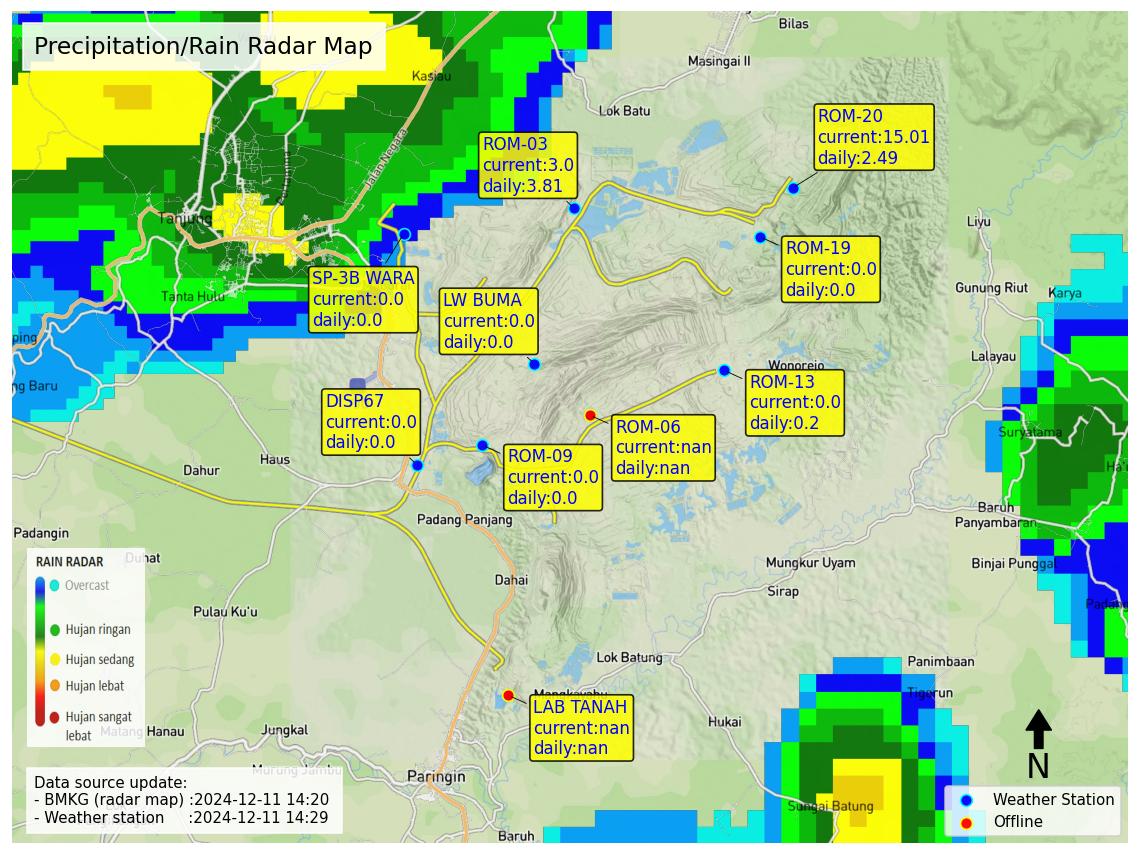 Precipitation/Rain Radar Map
Bilas
Masingai II
Kasiau
Lok Batu
Jalan Negara
ROM-20
current:15.01
daily:2.49
ROM-03
current:3.0
daily:3.81
Tanjung
Liyu
ROM-19
current:0.0
daily:0.0
SP-3B WARA
current:0.0
daily:0.0
LW BUMA
current:0.0
daily:0.0
Tanta Hulu
Gunung Riut
Karya
ping
Lalayau
Wonorejo
ng Baru
ROM-13
current:0.0
daily:0.2
DISP67
current:0.0
daily:0.0
ROM-06
current:nan
daily:nan
Suryatama
Haus
Dahur
ROM-09
current:0.0
daily:0.0
Ha'u
Baruh
Panyambaran
Padang Panjang
Padangin
Duhat
Mungkur Uyam
Binjai Punggal
Dahai
Sirap
Padang
Pulau Ku'u
RAIN RADAR
Overcast
Hujan ringan
Hujan sedang
Hujan lebat
Hujan sangat
lebat
Lok Batung
Panimbaan
Tigarun
Mangkayahu
LAB TANAH
current:nan
daily:nan
Hukai
Matang Hanau
Jungkal
Murung Jambu
Paringin
N
Data source update:
- BMKG (radar map) :2024-12-11 14:20
- Weather station :2024-12-11 14:29
Sungai Batung
Weather Station
Offline
Baruh